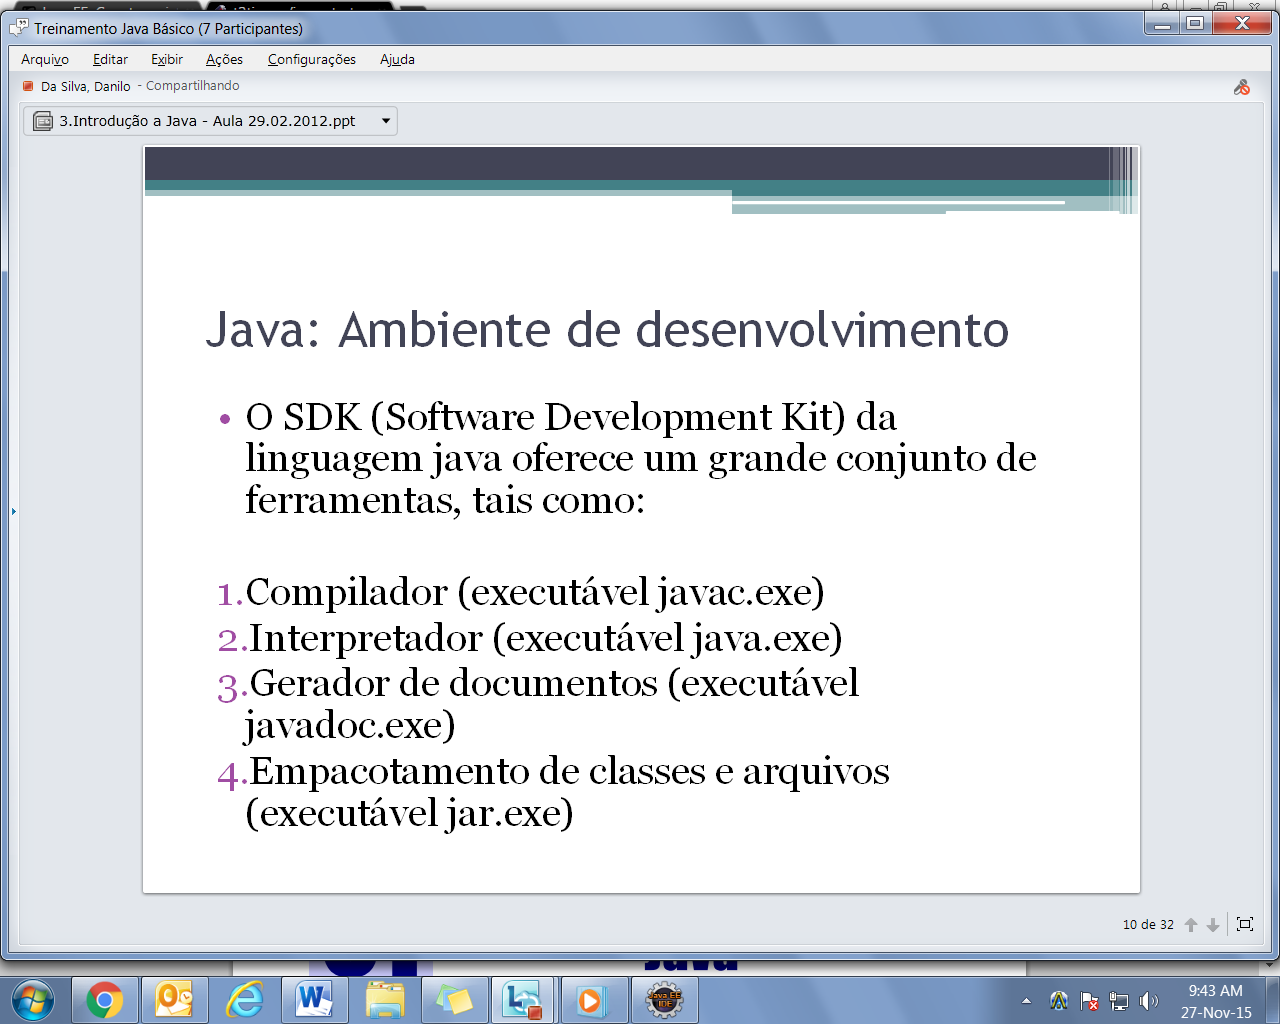 Treinamento Java Básico (7 Participantes)
Arquivo Editar Exibir Ações Configurações Ajuda
Da Silva, Danilo - Compartilhando
3.Introdução a Java - Aula 29.02.2012.ppt
Java: Ambiente de desenvolvimento
• O SDK (Software Development Kit) da
linguagem java oferece um grande conjunto de
ferramentas, tais como:
1.Compilador (executável javac.exe)
2.Interpretador (executável java.exe)
3.Gerador de documentos (executável
javadoc.exe)
4.Empacotamento de classes e arquivos
(executável jar.exe)
10 de 32
Java
Java EE
IDE
9:43 AM
27-Nov-15